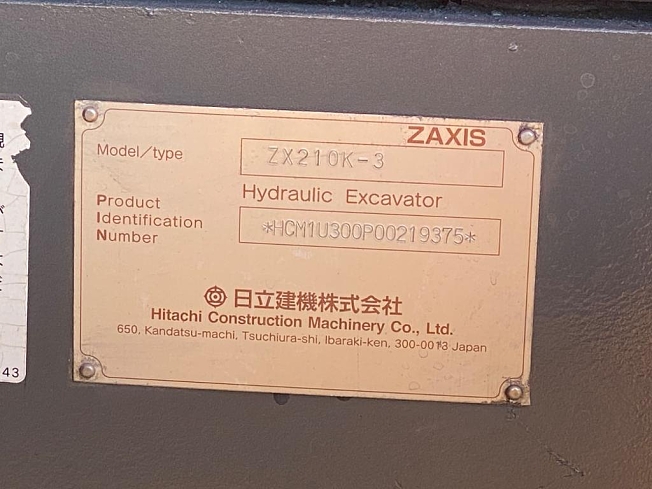 ZAXIS
Model/type ZX210K-3
Hydraulic Excavator
Product
Identification
Number
*HCM1U300P00219375*
日立建機株式会社
Hitachi Construction Machinery Co., Ltd.
650, Kandatsu-machi, Tsuchiura-shi, Ibaraki-ken, 300-0013 Japan
43